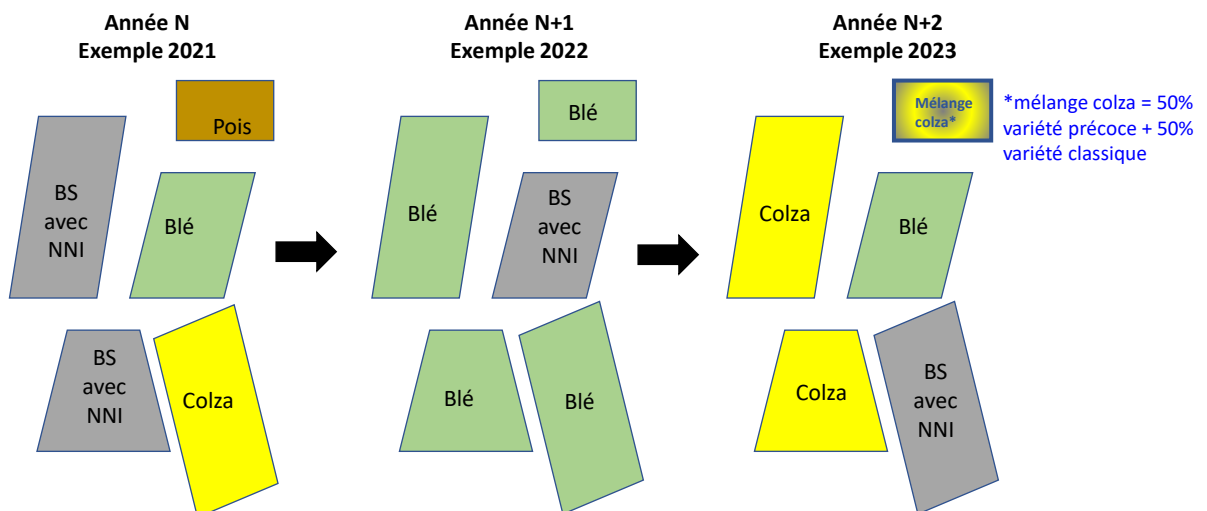 Année N
Exemple 2021
Pois
BS
avec
NNI
Blé
BS
avec
NNI
Colza
Année N+1
Exemple 2022
Blé
Blé
BS
avec
NNI
Blé
Blé
Année N+2
Exemple 2023
Mélange
colza*
*mélange colza = 50%
variété précoce + 50%
variété classique
Colza
Blé
Colza
BS
avec
NNI